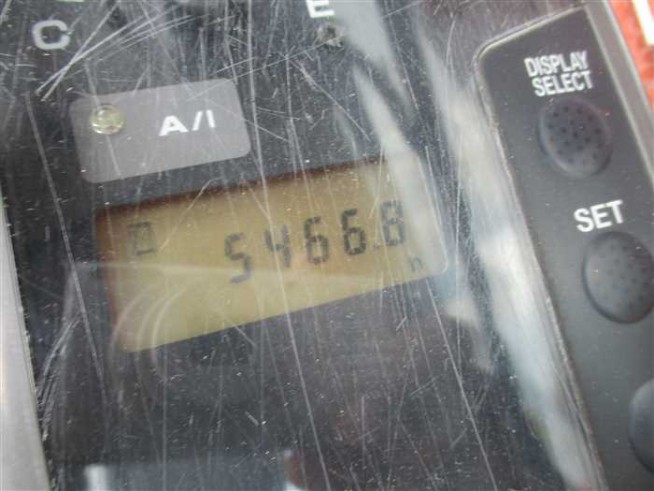 E
C
A/I
DISPLAY
SELECT
5466.8
h
SET